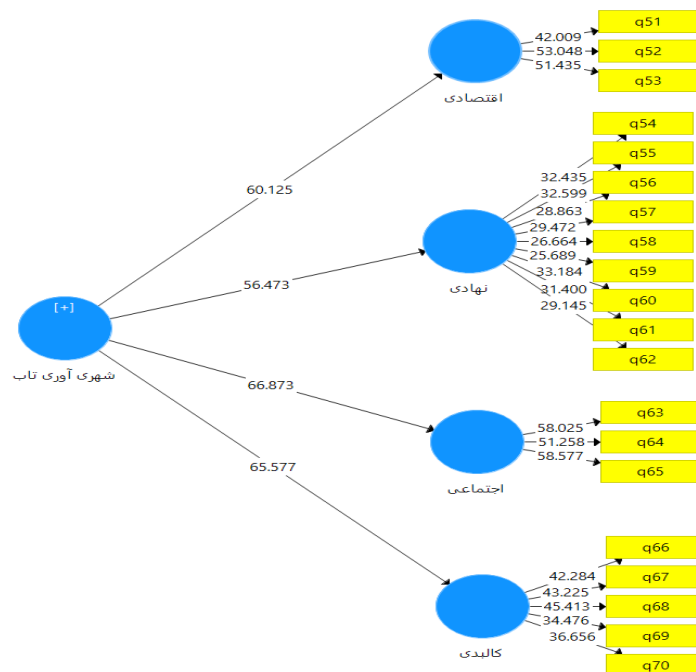 q51
42.009
q52
53.048
q53
51.435
اقتصادی
q54
q55
q56
q57
q58
q59
q60
q61
q62
32.435
32.599
28.863
29.472
26.664
25.689
33.184
31.400
29.145
نهادی
60.125
56.473
66.873
65.577
[+]
شهری آوری تاب
q63
58.025
q64
51.258
q65
58.577
اجتماعی
q66
q67
q68
q69
q70
42.284
43.225
45.413
34.476
36.656
کالبدی